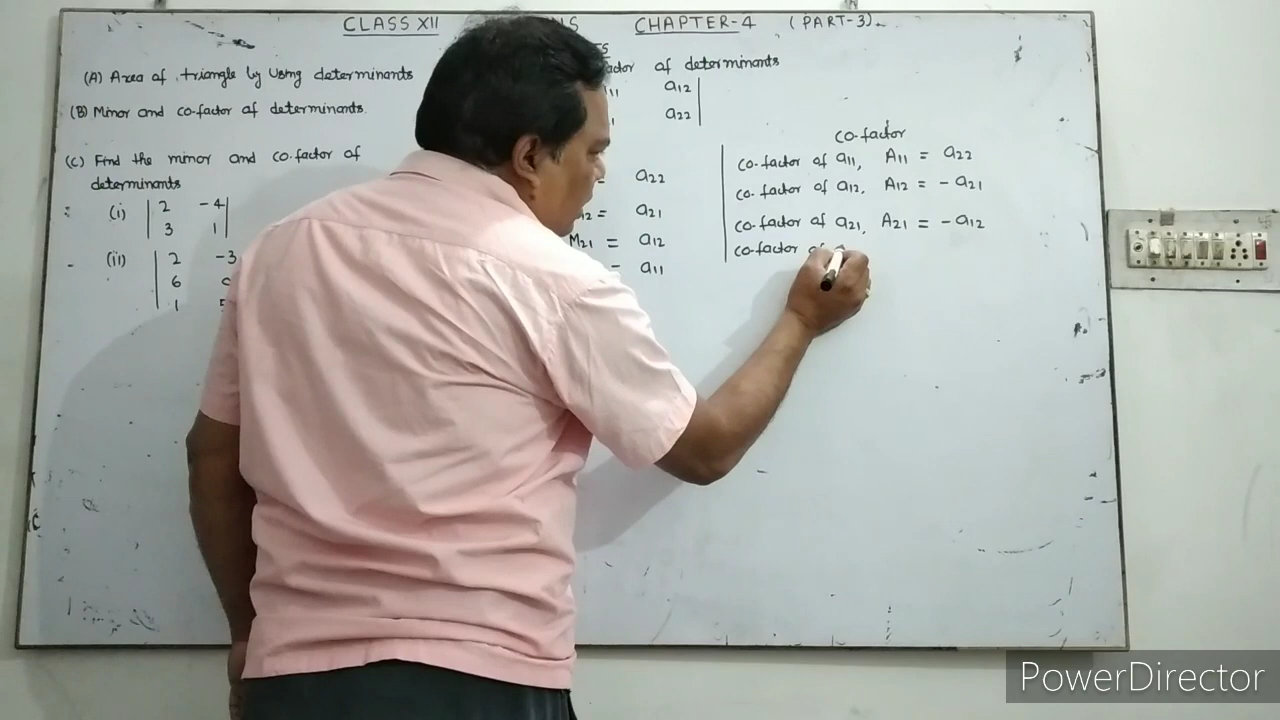 CLASS XII NS CHAPTER-4 (PART-3)
(A) Area of triangle by using determinants
(B) Minor and co-factor of determinants.
(C) Find the minor and co-factor of
determinants
(i) 2 -4
3 1
(ii) 2 -3
6
1 5
of determinants
a12
a22
= a22
= a21
M21 = a12
= a11
co-factor
co-factor of a11, A11 = a22
co-factor of a12, A12 = -a21
co-factor of a21, A21 = -a12
co-factor of a
PowerDirector